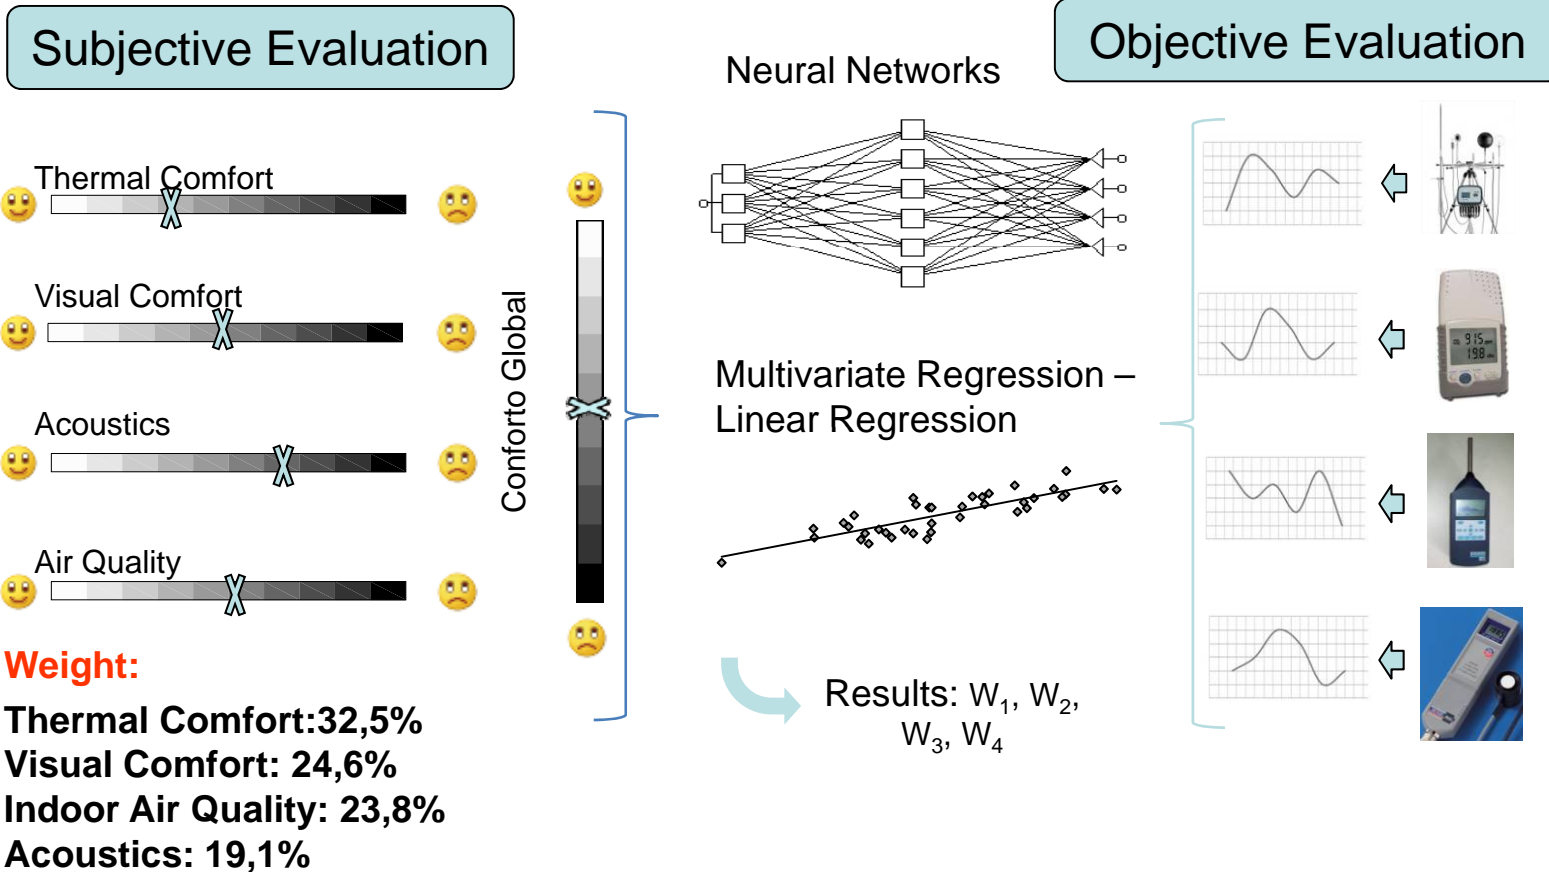 Subjective Evaluation
Neural Networks
Objective Evaluation
Thermal Comfort
Visual Comfort
Acoustics
Air Quality
Conforto Global
Multivariate Regression –
Linear Regression
915
198
Results: W1, W2,
W3, W4
Weight:
Thermal Comfort:32,5%
Visual Comfort: 24,6%
Indoor Air Quality: 23,8%
Acoustics: 19,1%